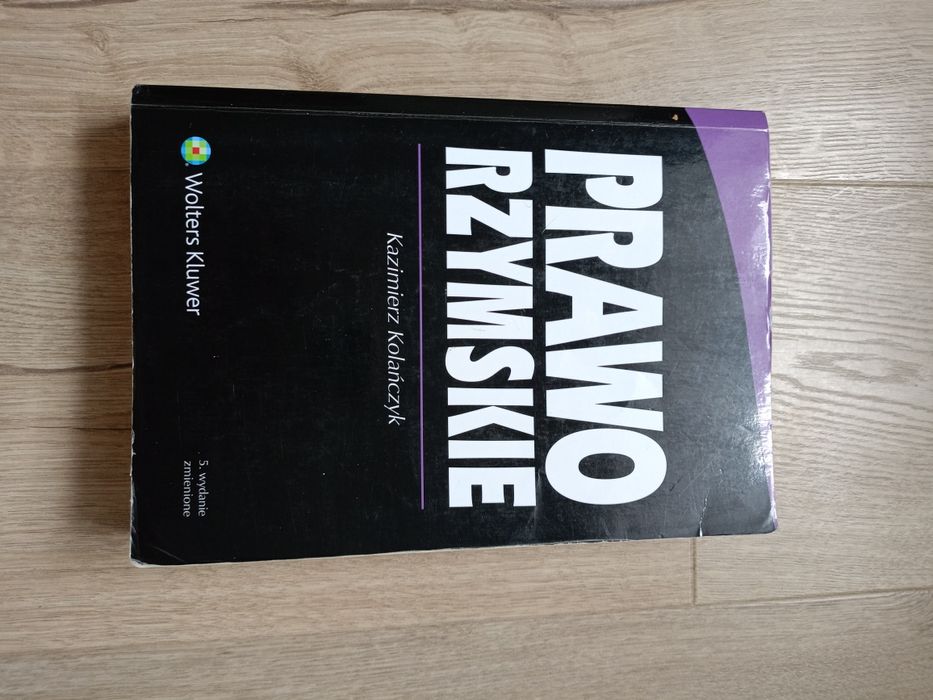 PRAWO
RZYMSKIE
Kazimierz Kolańczyk
Wolters Kluwer
5. wydanie
zmienione